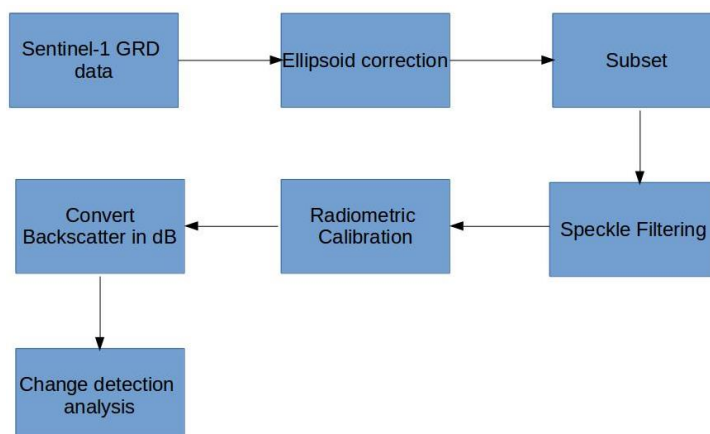 Sentinel-1 GRD
data
Ellipsoid correction
Subset
Speckle Filtering
Radiometric
Calibration
Convert
Backscatter in dB
Change detection
analysis